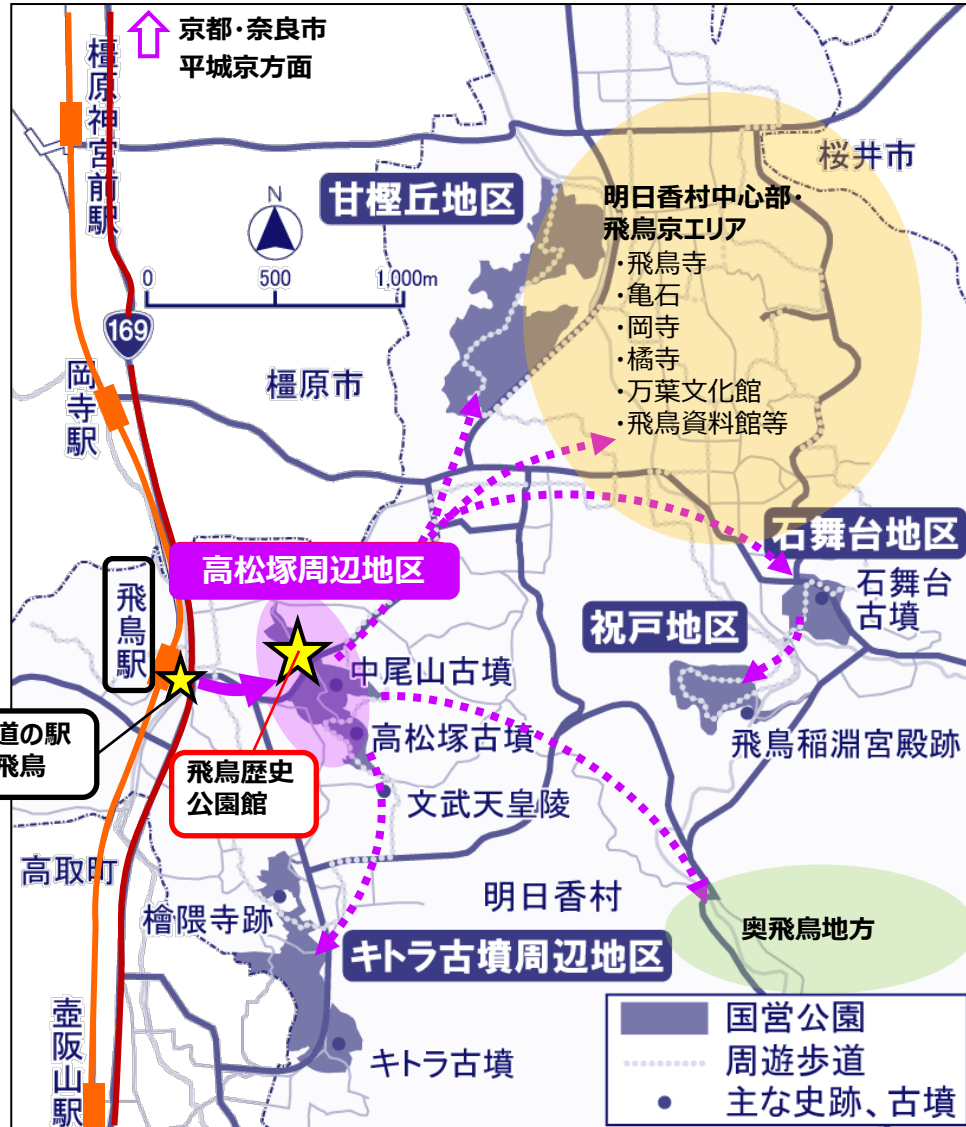 京都・奈良市
平城京方面
橿原神宮前駅
桜井市
甘樫丘地区
明日香村中心部・
飛鳥京エリア
・飛鳥寺
・亀石
・岡寺
・橘寺
・万葉文化館
・飛鳥資料館等
N
0 500 1,000m
169
岡寺駅
橿原市
高松塚周辺地区
石舞台地区
石舞台
古墳
飛鳥駅
祝戸地区
中尾山古墳
道の駅
飛鳥
高松塚古墳
飛鳥稲淵宮殿跡
飛鳥歴史
公園館
文武天皇陵
高取町
明日香村
檜隈寺跡
奥飛鳥地方
キトラ古墳周辺地区
壺阪山駅
キトラ古墳
国営公園
周遊歩道
主な史跡、古墳